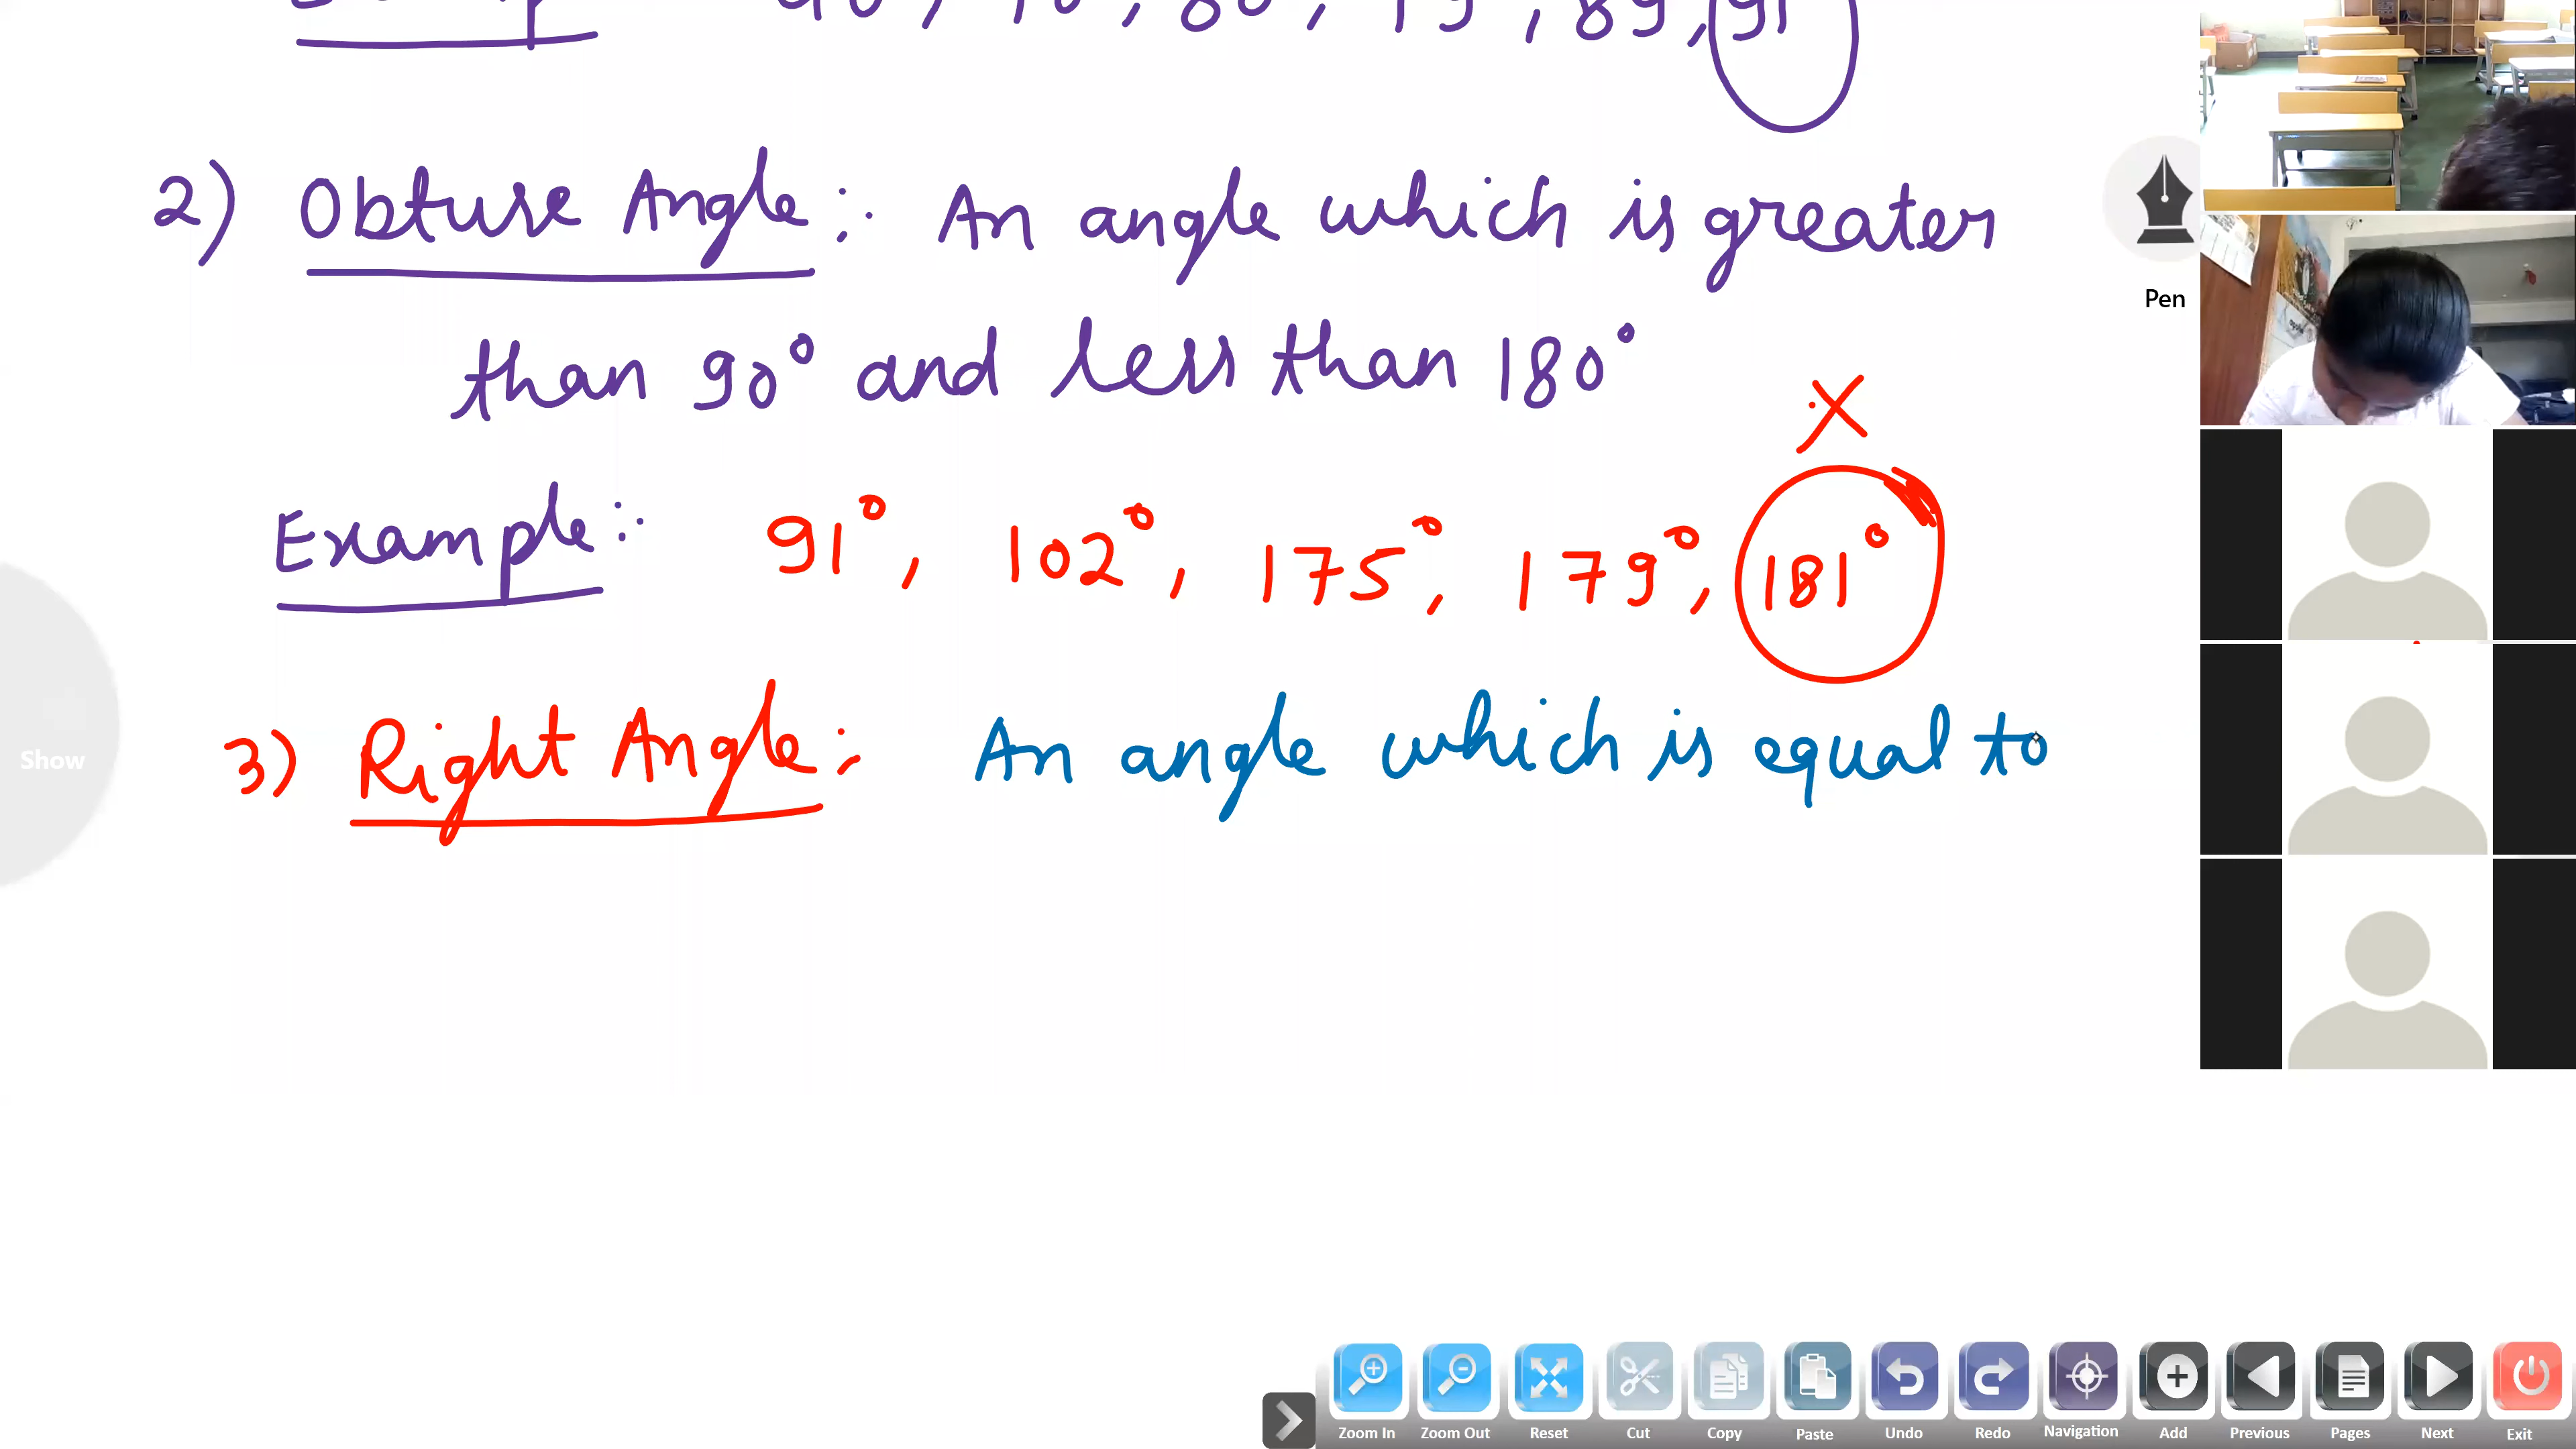 2) Obtuse Angle :- An angle which is greater
than 90° and less than 180°
X
Example :- 91°, 102°, 175°, 179°, 181°
3) Right Angle :- An angle which is equal to
Pen
Show
Zoom In Zoom Out Reset Cut Copy Paste Undo Redo Navigation Add Previous Pages Next Exit